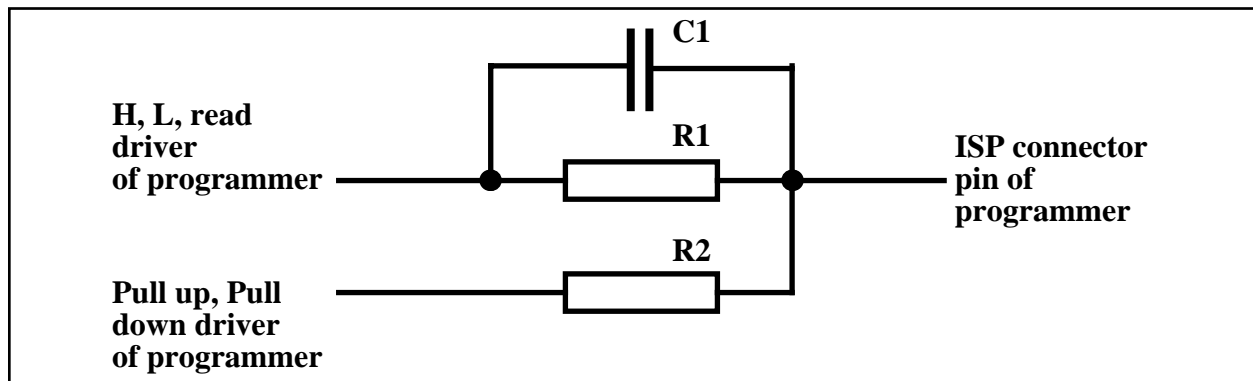 C1
H, L, read
driver
of programmer
R1
ISP connector
pin of
programmer
R2
Pull up, Pull
down driver
of programmer